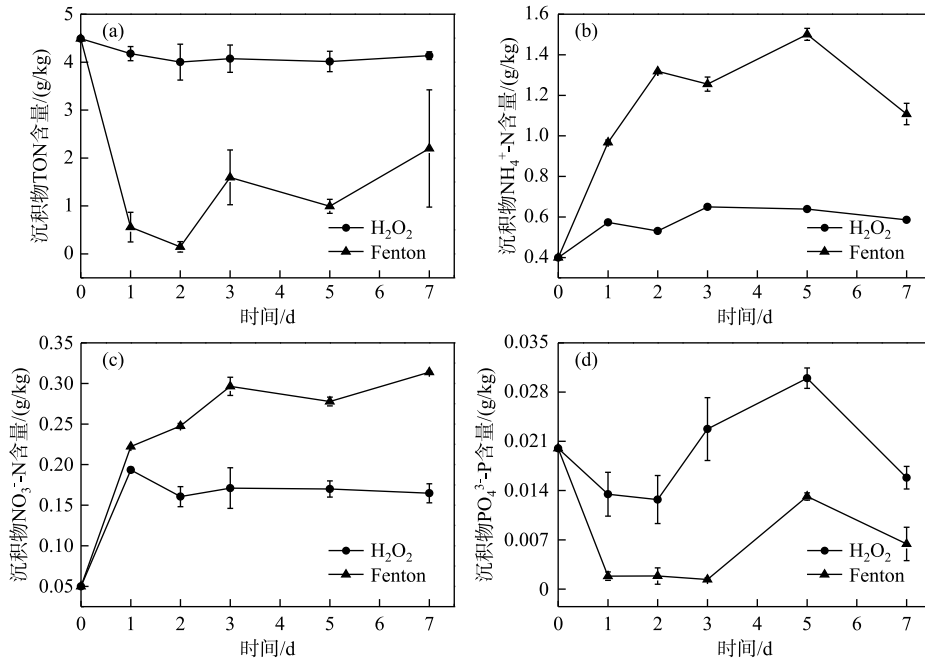 (a)
沉积物TON含量/(g/kg)
5
4
3
2
1
0
H₂O₂
Fenton
0 1 2 3 4 5 6 7
时间/d
(b)
沉积物NH₄⁺-N含量/(g/kg)
1.6
1.4
1.2
1.0
0.8
0.6
0.4
H₂O₂
Fenton
0 1 2 3 4 5 6 7
时间/d
(c)
沉积物NO₃⁻-N含量/(g/kg)
0.35
0.30
0.25
0.20
0.15
0.10
0.05
H₂O₂
Fenton
0 1 2 3 4 5 6 7
时间/d
(d)
沉积物PO₄³⁻-P含量/(g/kg)
0.035
0.028
0.021
0.014
0.007
0
H₂O₂
Fenton
0 1 2 3 4 5 6 7
时间/d